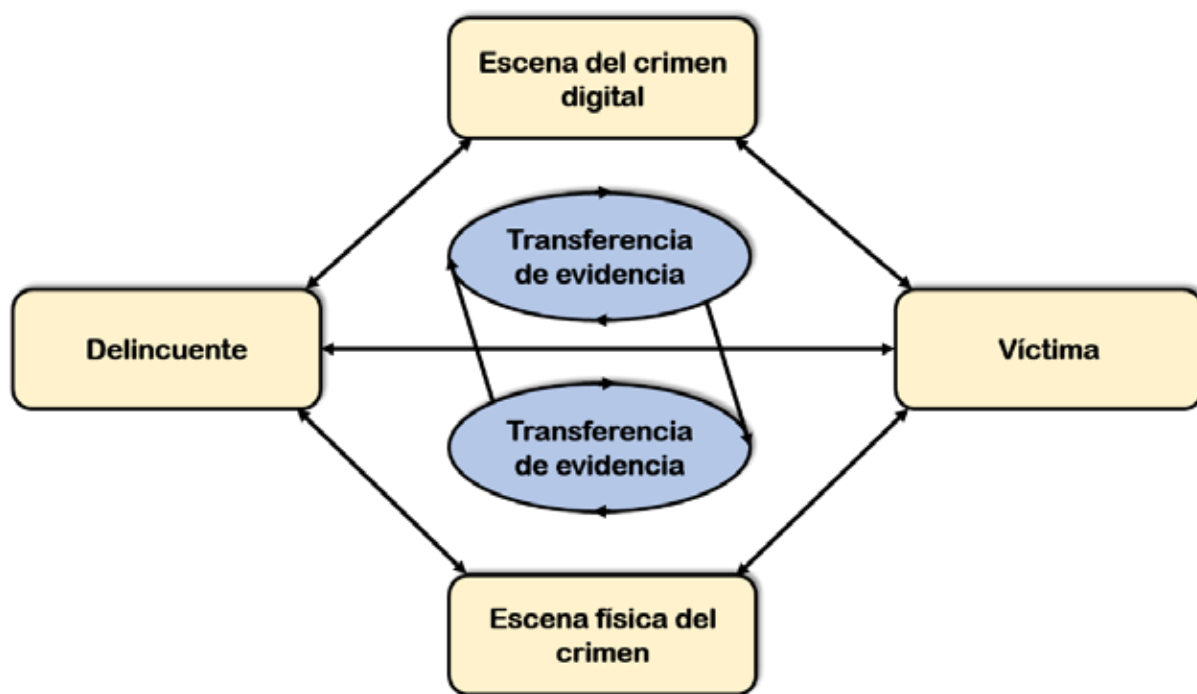 Escena del crimen
digital
Transferencia
de evidencia
Delincuente
Víctima
Transferencia
de evidencia
Escena física del
crimen